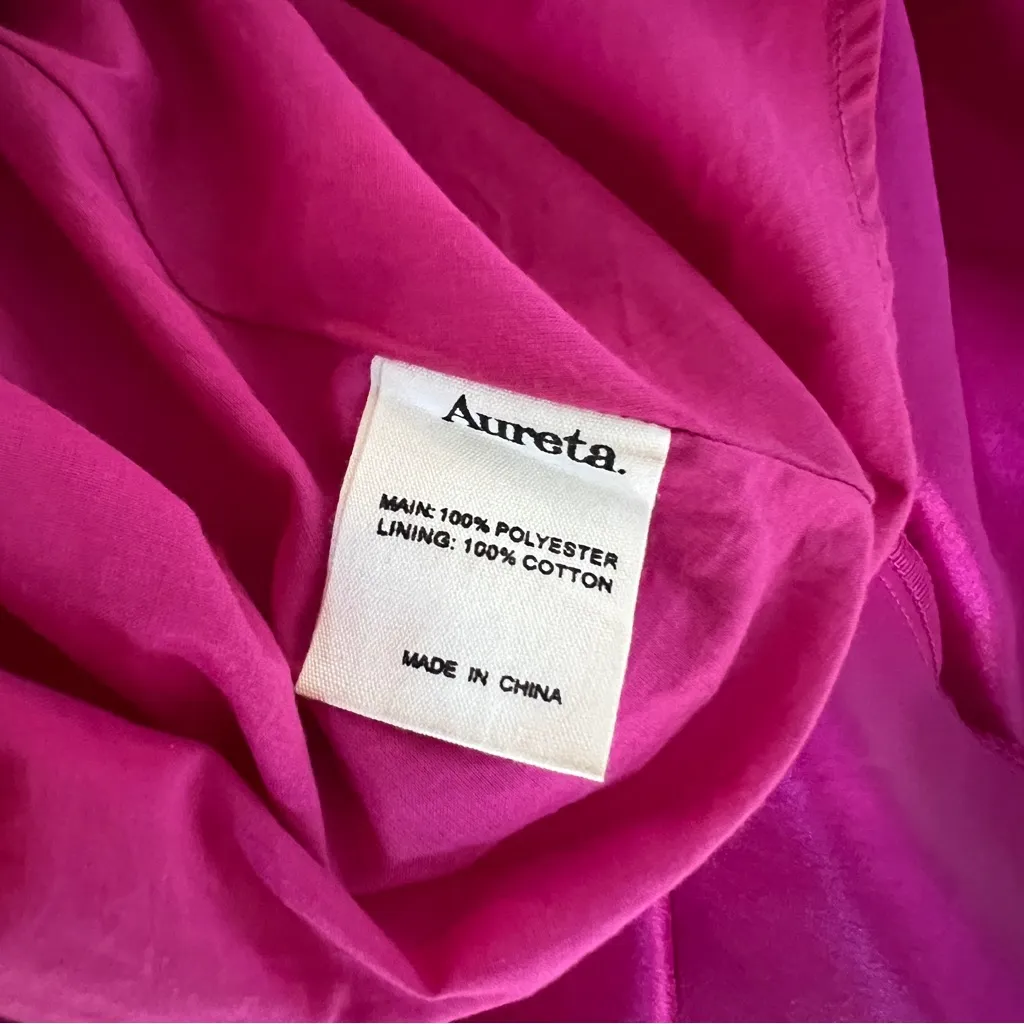 Aureta.
MAIN: 100% POLYESTER
LINING: 100% COTTON
MADE IN CHINA